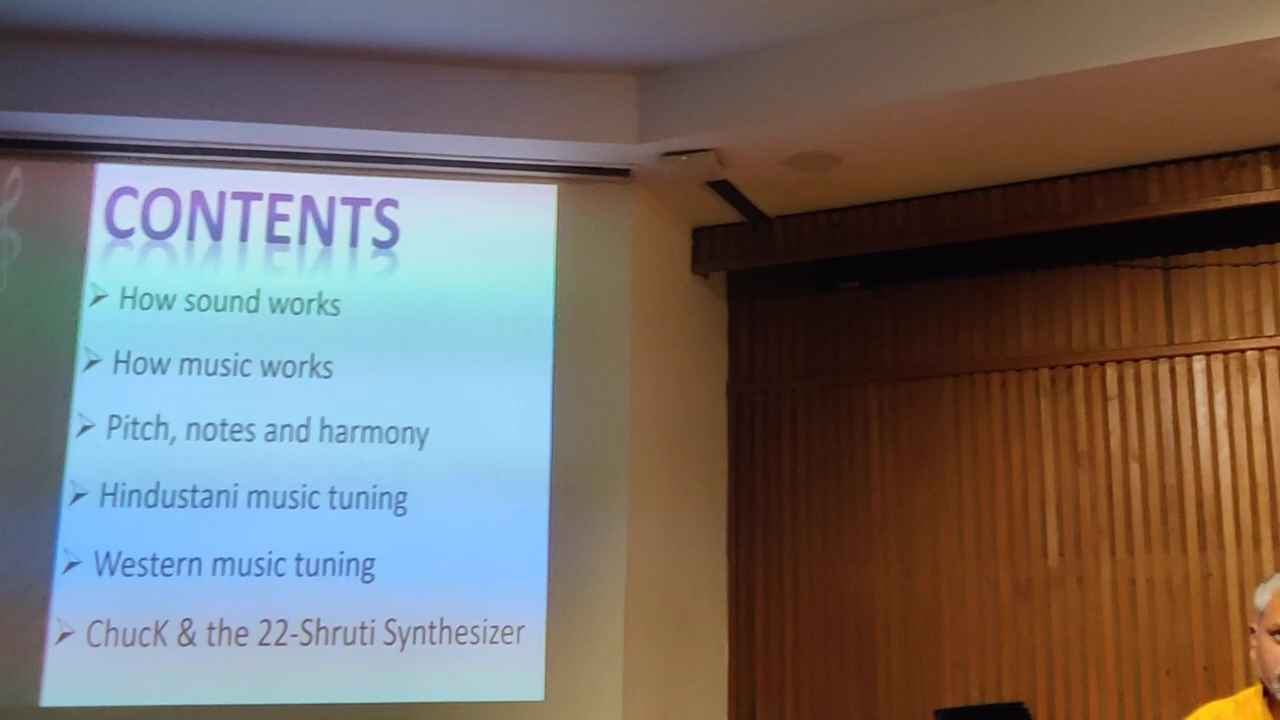 CONTENTS
How sound works
How music works
Pitch, notes and harmony
Hindustani music tuning
Western music tuning
ChucK & the 22-Shruti Synthesizer